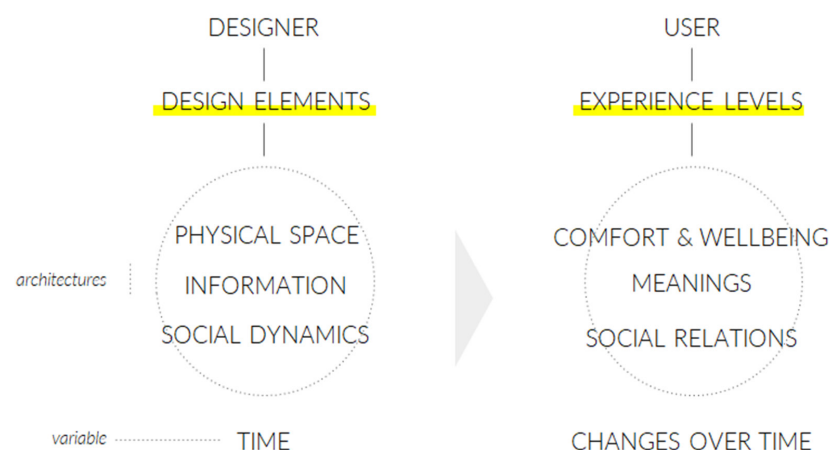 DESIGNER
DESIGN ELEMENTS
architectures
PHYSICAL SPACE
INFORMATION
SOCIAL DYNAMICS
variable
TIME
USER
EXPERIENCE LEVELS
COMFORT & WELLBEING
MEANINGS
SOCIAL RELATIONS
CHANGES OVER TIME